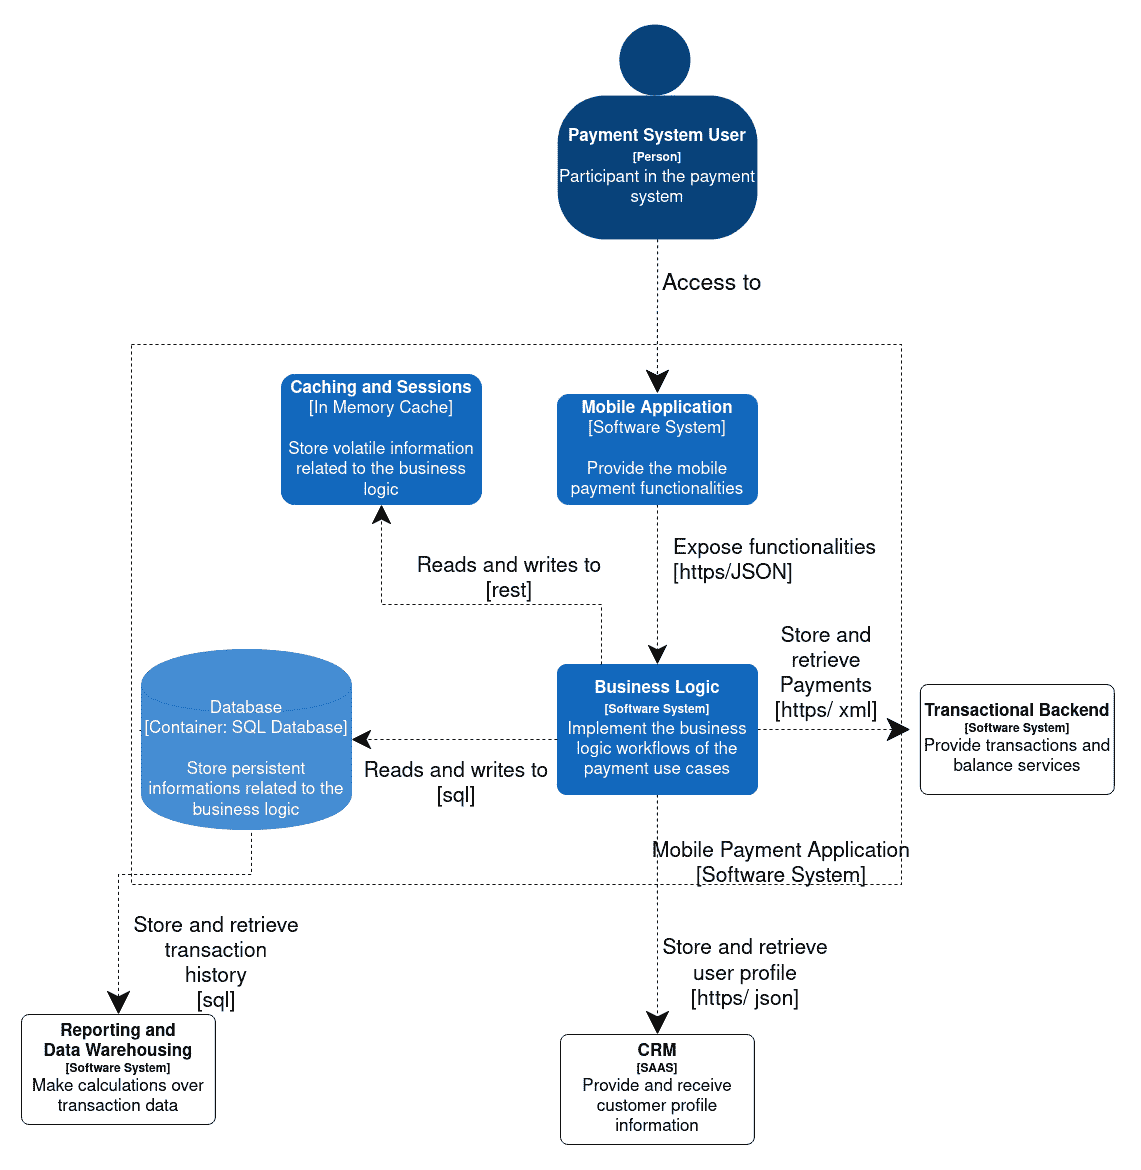 Payment System User
[Person]
Participant in the payment
system
Access to
Caching and Sessions
[In Memory Cache]
Store volatile information
related to the business
logic
Mobile Application
[Software System]
Provide the mobile
payment functionalities
Reads and writes to
[rest]
Expose functionalities
[https/JSON]
Store and
retrieve
Payments
[https/ xml]
Database
[Container: SQL Database]
Store persistent
informations related to the
business logic
Reads and writes to
[sql]
Business Logic
[Software System]
Implement the business
logic workflows of the
payment use cases
Transactional Backend
[Software System]
Provide transactions and
balance services
Mobile Payment Application
[Software System]
Store and retrieve
transaction
history
[sql]
Store and retrieve
user profile
[https/ json]
Reporting and
Data Warehousing
[Software System]
Make calculations over
transaction data
CRM
[SAAS]
Provide and receive
customer profile
information